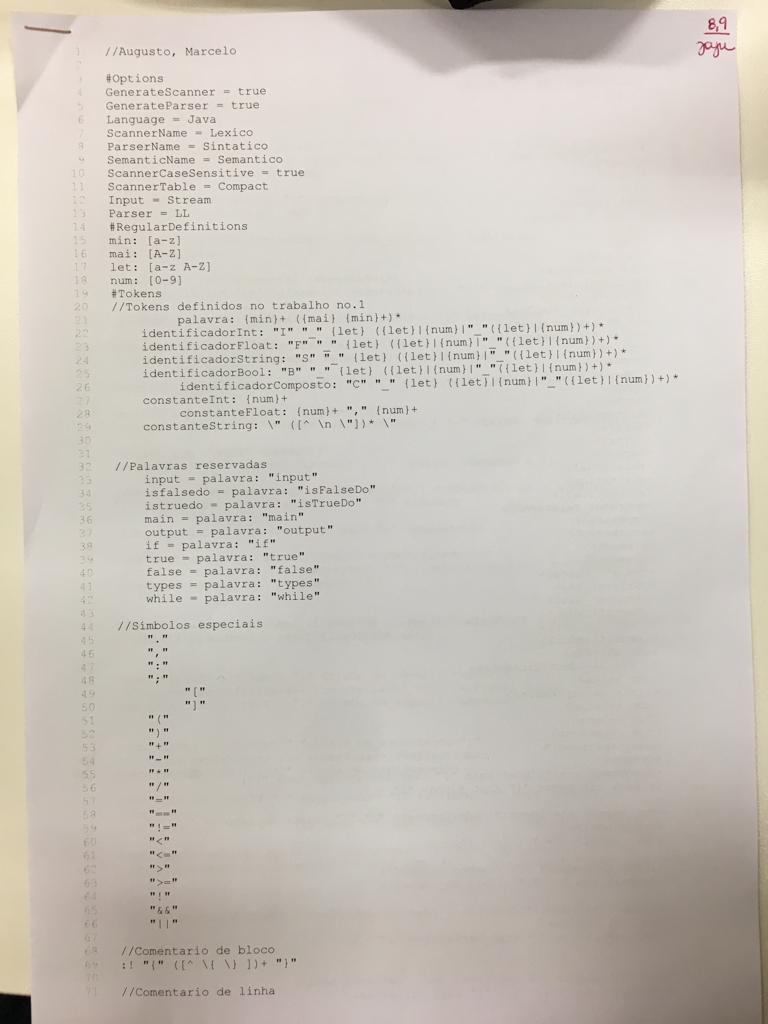 8,9
1 //Augusto, Marcelo
2
3 #Options
4 GenerateScanner = true
5 GenerateParser = true
6 Language = Java
7 ScannerName = Lexico
8 ParserName = Sintatico
9 SemanticName = Semantico
10 ScannerCaseSensitive = true
11 ScannerTable = Compact
12 Input = Stream
13 Parser = LL
14 #RegularDefinitions
15 min: [a-z]
16 mai: [A-Z]
17 let: [a-z A-Z]
18 num: [0-9]
19 #Tokens
20 //Tokens definidos no trabalho no.1
21 palavra: {min}+ ({mai} {min}+)*
22 identificadorInt: "I" "_" {let} ({let}|{num}|"_"({let}|{num})+)*
23 identificadorFloat: "F" "_" {let} ({let}|{num}|"_"({let}|{num})+)*
24 identificadorString: "S" "_" {let} ({let}|{num}|"_"({let}|{num})+)*
25 identificadorBool: "B" "_" {let} ({let}|{num}|"_"({let}|{num})+)*
26 identificadorComposto: "C" "_" {let} ({let}|{num}|"_"({let}|{num})+)*
27 constanteInt: {num}+
28 constanteFloat: {num}+ "," {num}+
29 constanteString: \" ([^ \n \"])* \"
30
31
32 //Palavras reservadas
33 input = palavra: "input"
34 isfalsedo = palavra: "isFalseDo"
35 istruedo = palavra: "isTrueDo"
36 main = palavra: "main"
37 output = palavra: "output"
38 if = palavra: "if"
39 true = palavra: "true"
40 false = palavra: "false"
41 types = palavra: "types"
42 while = palavra: "while"
43
44 //Simbolos especiais
45 "."
46 ","
47 ":"
48 ";"
49 "["
50 "]"
51 "("
52 ")"
53 "+"
54 "-"
55 "*"
56 "/"
57 "="
58 "=="
59 "!="
60 "<"
61 "<="
62 ">"
63 ">="
64 "!"
65 "&&"
66 "||"
67
68 //Comentario de bloco
69 :! "{" ([^ \{ \} ])+ "}"
70
71 //Comentario de linha